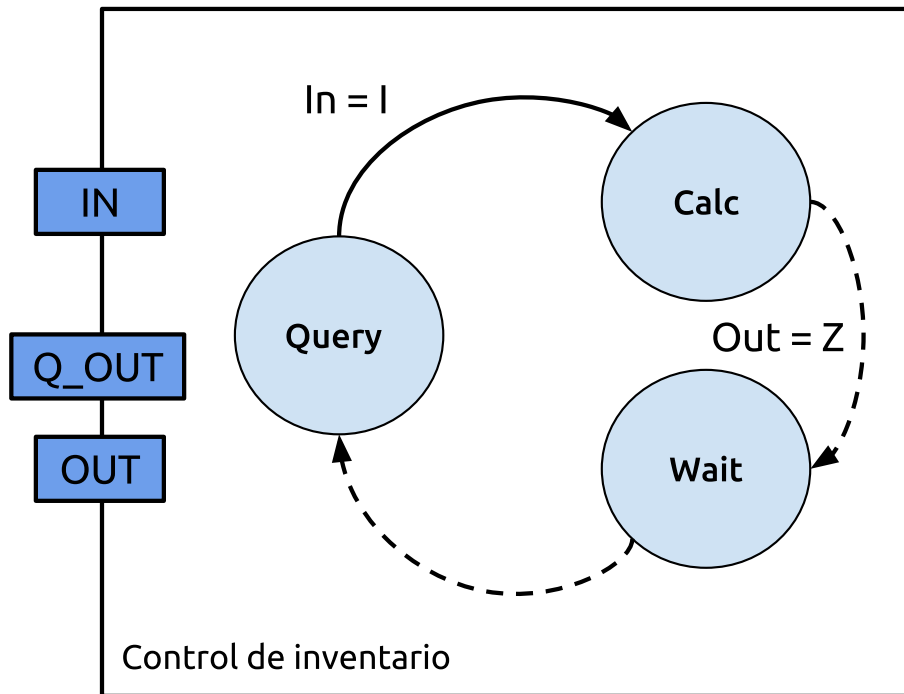 In = I
IN
Calc
Query
Out = Z
Q_OUT
OUT
Wait
Control de inventario